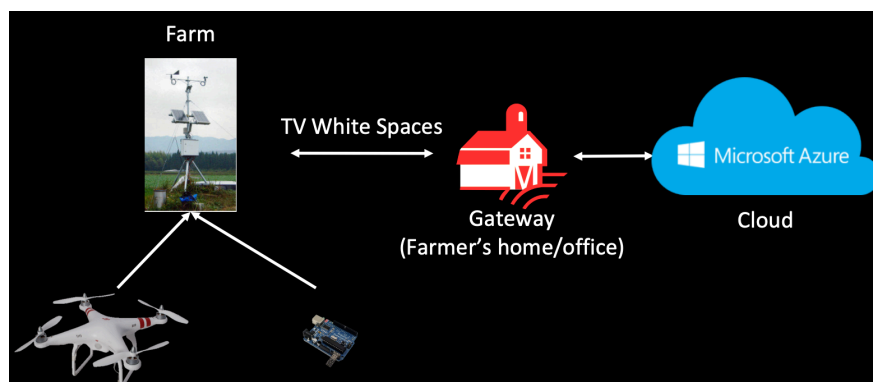 Farm
TV White Spaces
Microsoft Azure
Gateway
(Farmer's home/office)
Cloud